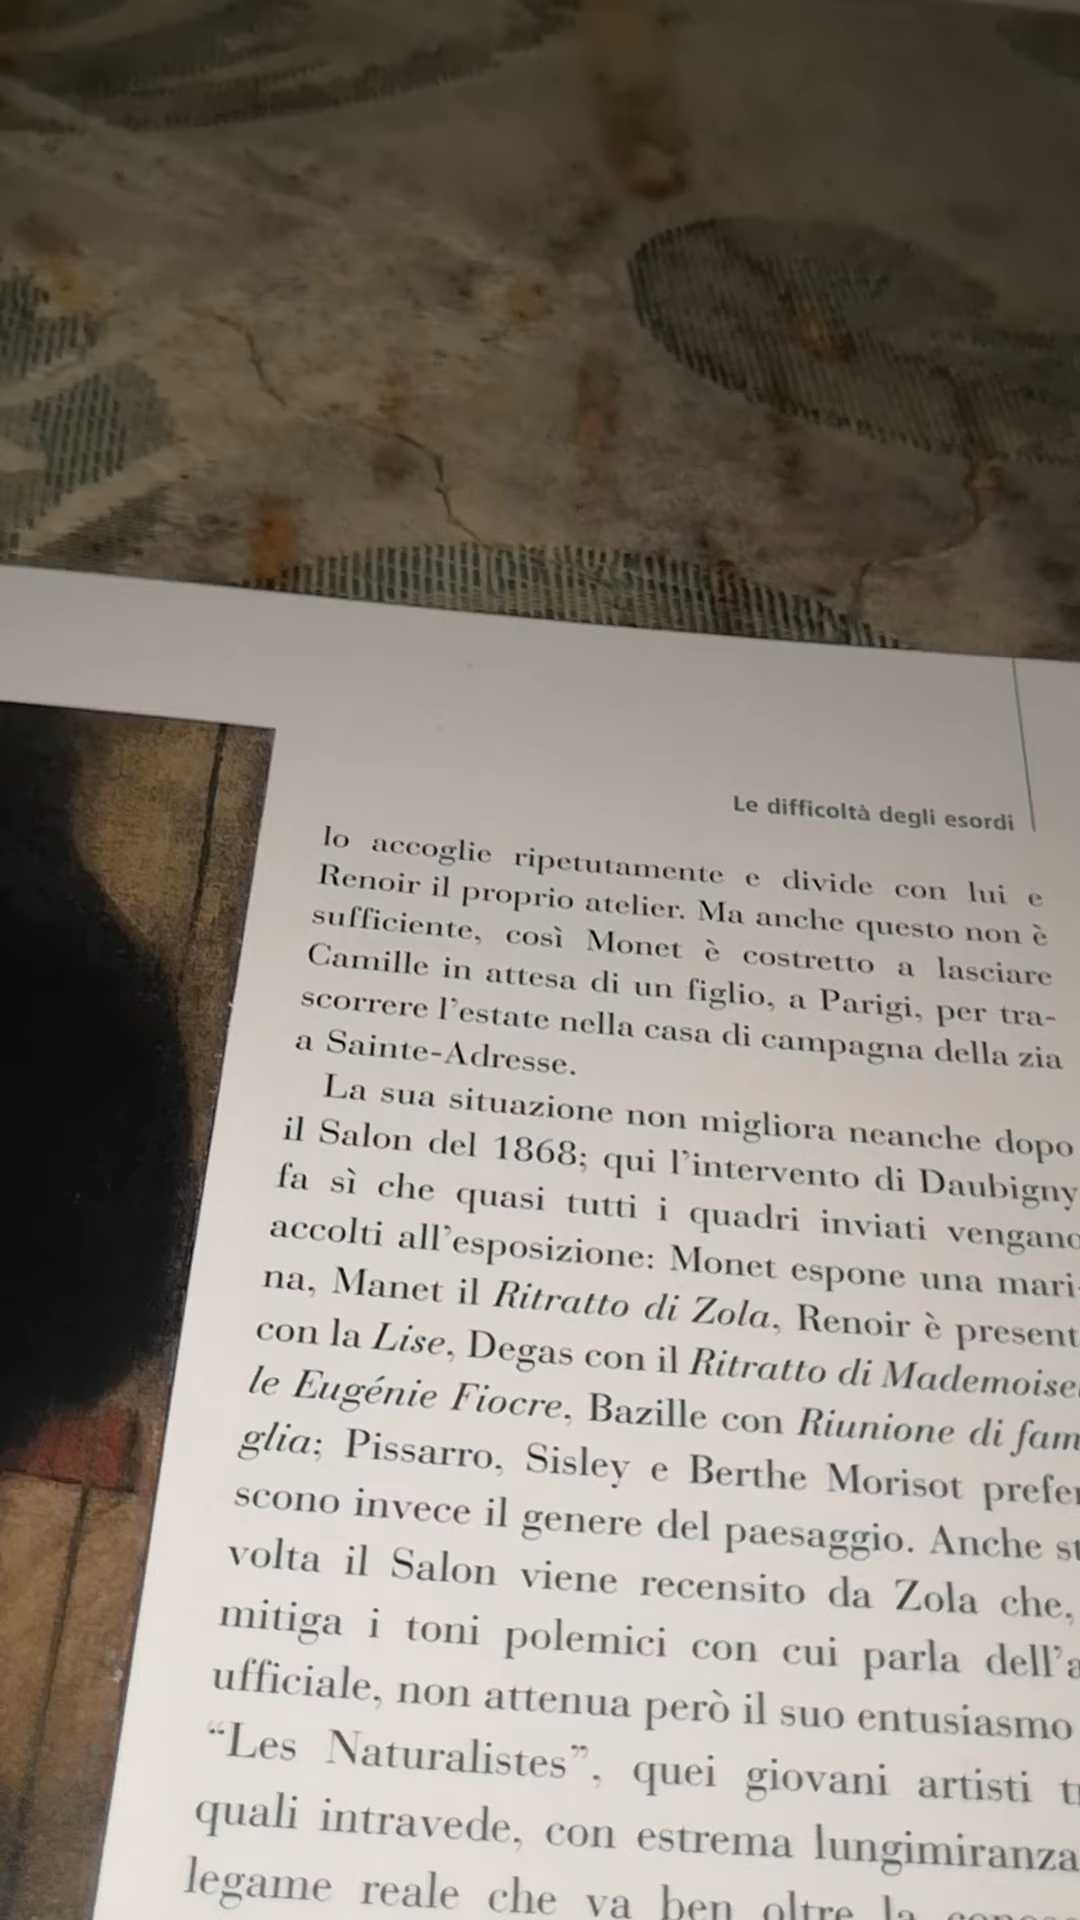 Le difficoltà degli esordi
lo accoglie ripetutamente e divide con lui e
Renoir il proprio atelier. Ma anche questo non è
sufficiente, così Monet è costretto a lasciare
Camille in attesa di un figlio, a Parigi, per tra-
scorrere l'estate nella casa di campagna della zia
a Sainte-Adresse.
La sua situazione non migliora neanche dopo
il Salon del 1868; qui l'intervento di Daubigny
fa sì che quasi tutti i quadri inviati vengano
accolti all'esposizione: Monet espone una mari-
na, Manet il Ritratto di Zola, Renoir è present
con la Lise, Degas con il Ritratto di Mademoisel
le Eugénie Fiocre, Bazille con Riunione di fam
glia; Pissarro, Sisley e Berthe Morisot prefer
scono invece il genere del paesaggio. Anche st
volta il Salon viene recensito da Zola che,
mitiga i toni polemici con cui parla dell'a
ufficiale, non attenua però il suo entusiasmo
“Les Naturalistes”, quei giovani artisti tr
quali intravede, con estrema lungimiranza
legame reale che va ben oltre la